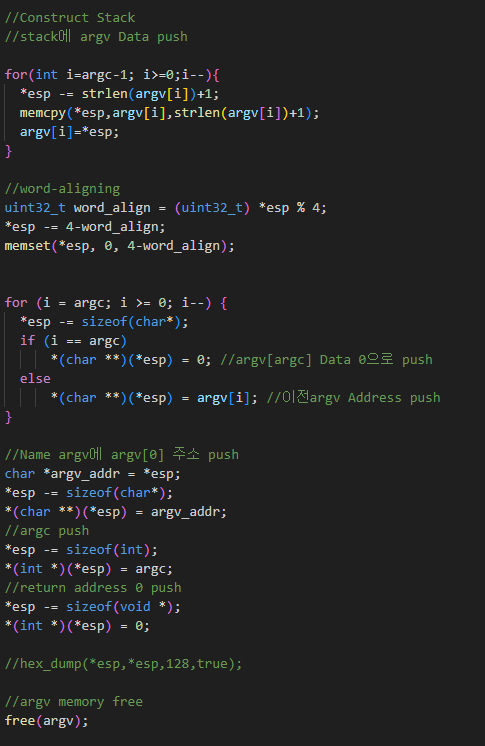 //Construct Stack
//stack에 argv Data push
for(int i=argc-1; i>=0;i--){
*esp -= strlen(argv[i])+1;
memcpy(*esp,argv[i],strlen(argv[i])+1);
argv[i]=*esp;
}
//word-aligning
uint32_t word_align = (uint32_t) *esp % 4;
*esp -= 4-word_align;
memset(*esp, 0, 4-word_align);
for (i = argc; i >= 0; i--) {
*esp -= sizeof(char*);
if (i == argc)
*(char **)(*esp) = 0; //argv[argc] Data 0으로 push
else
*(char **)(*esp) = argv[i]; //이전argv Address push
}
//Name argv에 argv[0] 주소 push
char *argv_addr = *esp;
*esp -= sizeof(char*);
*(char **)(*esp) = argv_addr;
//argc push
*esp -= sizeof(int);
*(int *)(*esp) = argc;
//return address 0 push
*esp -= sizeof(void *);
*(int *)(*esp) = 0;
//hex_dump(*esp,*esp,128,true);
//argv memory free
free(argv);